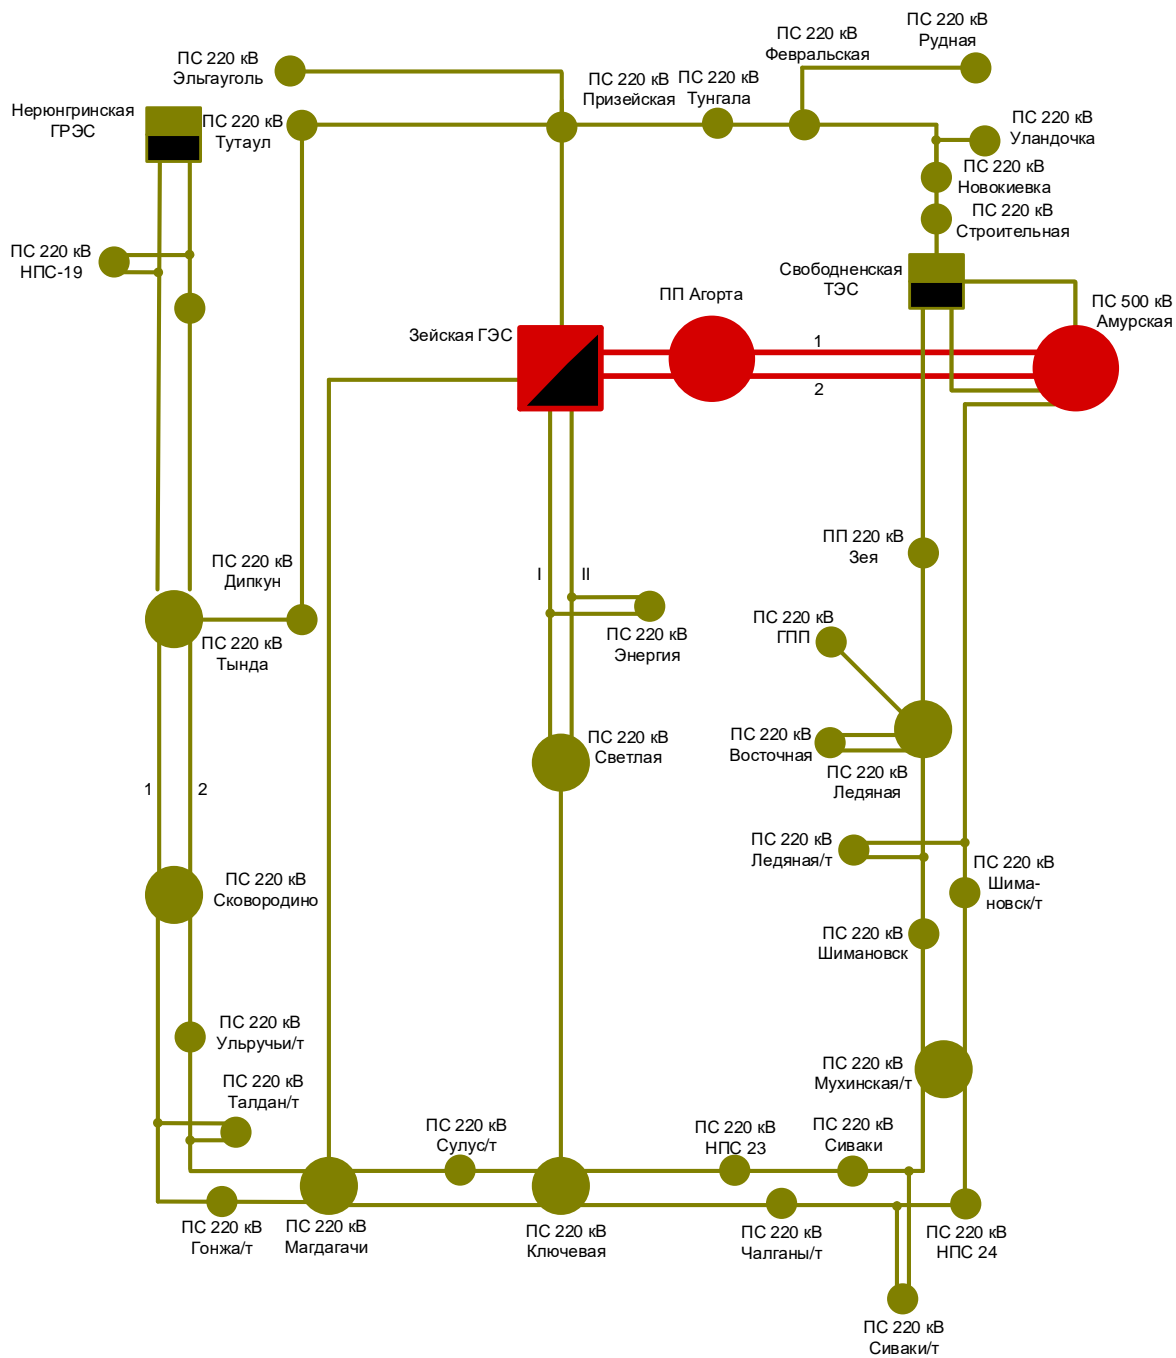 ПС 220 кВ
Рудная
ПС 220 кВ
Февральская
ПС 220 кВ
Эльгауголь
ПС 220 кВ
Призейская
ПС 220 кВ
Тунгала
Нерюнгринская
ГРЭС
ПС 220 кВ
Тутаул
ПС 220 кВ
Уландочка
ПС 220 кВ
Новокиевка
ПС 220 кВ
Строительная
ПС 220 кВ
НПС-19
Свободненская
ТЭС
ПП Агорта
ПС 500 кВ
Амурская
Зейская ГЭС
1
2
ПП 220 кВ
Зея
ПС 220 кВ
Дипкун
I
II
ПС 220 кВ
ГПП
ПС 220 кВ
Тында
ПС 220 кВ
Энергия
ПС 220 кВ
Светлая
ПС 220 кВ
Восточная
ПС 220 кВ
Ледяная
1
2
ПС 220 кВ
Ледяная/т
ПС 220 кВ
Шима-
новск/т
ПС 220 кВ
Сковородино
ПС 220 кВ
Шимановск
ПС 220 кВ
Ульручьи/т
ПС 220 кВ
Мухинская/т
ПС 220 кВ
Талдан/т
ПС 220 кВ
Сулус/т
ПС 220 кВ
НПС 23
ПС 220 кВ
Сиваки
ПС 220 кВ
Гонжа/т
ПС 220 кВ
Магдагачи
ПС 220 кВ
Ключевая
ПС 220 кВ
Чалганы/т
ПС 220 кВ
НПС 24
ПС 220 кВ
Сиваки/т